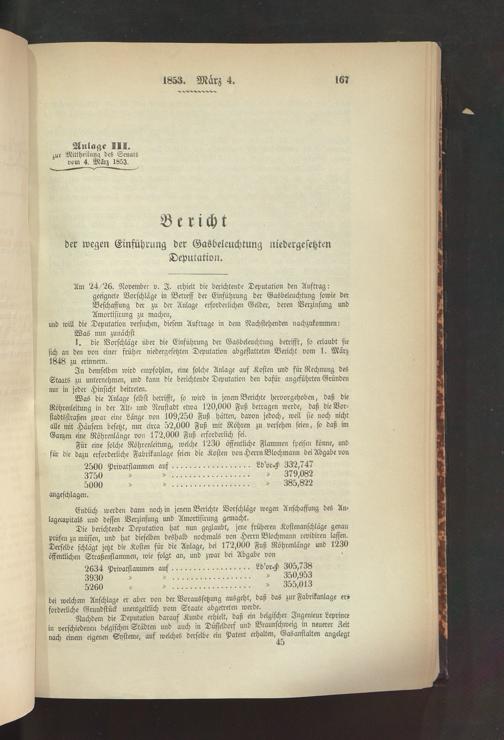 1853. März 4.
167
Anlage III.
zur Mittheilung des Senats
vom 4. März 1853.
Bericht
der wegen Einführung der Gasbeleuchtung niedergesetzten
Deputation.
Am 24/26. November v. J. erhielt die berichtende Deputation den Auftrag:
geeignete Vorschläge in Betreff der Einführung der Gasbeleuchtung sowie der
Beschaffung der zu der Anlage erforderlichen Gelder, deren Verzinsung und
Amortisirung zu machen,
und will die Deputation versuchen, diesem Auftrage in dem Nachstehenden nachzukommen:
Was nun zunächst
1, die Vorschläge über die Einführung der Gasbeleuchtung betrifft, so erlaubt sie
sich an den von einer früher niedergesetzten Deputation abgestatteten Bericht vom 1. März
1848 zu erinnern.
In demselben wird empfohlen, eine solche Anlage auf Kosten und für Rechnung des
Staats zu unternehmen, und kann die berichtende Deputation den dafür angeführten Gründen
nur in jeder Hinsicht beitreten.
Was die Anlage selbst betrifft, so wird in jenem Berichte hervorgehoben, daß die
Röhrenleitung in der Alt- und Neustadt etwa 120,000 Fuß betragen werde, daß die Vor-
stadtsstraßen zwar eine Länge von 109,250 Fuß hätten, davon jedoch, weil sie noch nicht
alle mit Häusern besetzt, nur circa 52,000 Fuß mit Röhren zu versehen seien, so daß im
Ganzen eine Röhrenlänge von 172,000 Fuß erforderlich sei.
Für eine solche Röhrenleitung, welche 1230 öffentliche Flammen speisen könne, und
für die dazu erforderliche Fabrikanlage seien die Kosten von Herrn Blochmann bei Abgabe von
2500 Privatflammen auf .................. Ld'or.₰ 332,747
3750 » » .................. » 379,082
5000 » » .................. » 385,822
angeschlagen.
Endlich werden dann noch in jenem Berichte Vorschläge wegen Anschaffung des An-
lagecapitals und dessen Verzinsung und Amortisirung gemacht.
Die berichtende Deputation hat nun geglaubt, jene früheren Kostenanschläge genau
prüfen zu müssen, und hat dieselben deshalb nochmals von Herrn Blochmann revidiren lassen.
Derselbe schlägt jetzt die Kosten für die Anlage, bei 172,000 Fuß Röhrenlänge und 1230
öffentlichen Straßenflammen, wie folgt an, und zwar bei Abgabe von
2634 Privatflammen auf .................. Ld'or.₰ 305,738
3930 » » .................. » 350,953
5260 » » .................. » 355,013
bei welchem Anschlage er aber von der Voraussetzung ausgeht, daß das zur Fabrikanlage er-
forderliche Grundstück unentgeltlich vom Staate abgetreten werde.
Nachdem die Deputation darauf Kunde erhielt, daß ein belgischer Ingenieur Leprince
in verschiedenen belgischen Städten und auch in Düsseldorf und Braunschweig in neuerer Zeit
nach einem eigenen Systeme, auf welches derselbe ein Patent erhalten, Gasanstalten angelegt
45